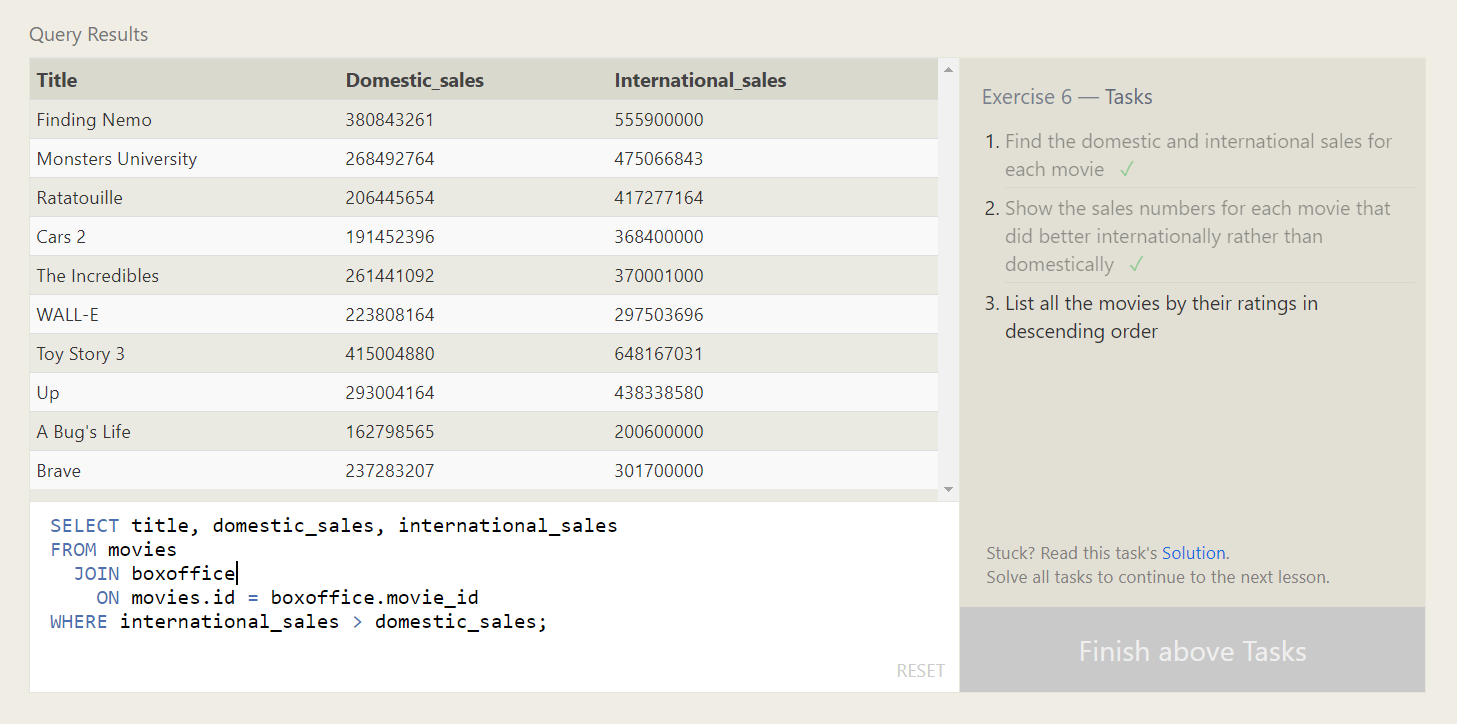 Query Results
Title Domestic_sales International_sales
Finding Nemo 380843261 555900000
Monsters University 268492764 475066843
Ratatouille 206445654 417277164
Cars 2 191452396 368400000
The Incredibles 261441092 370001000
WALL-E 223808164 297503696
Toy Story 3 415004880 648167031
Up 293004164 438338580
A Bug's Life 162798565 200600000
Brave 237283207 301700000
SELECT title, domestic_sales, international_sales
FROM movies
  JOIN boxoffice
    ON movies.id = boxoffice.movie_id
WHERE international_sales > domestic_sales;
RESET
Exercise 6 — Tasks
1. Find the domestic and international sales for
each movie ✓
2. Show the sales numbers for each movie that
did better internationally rather than
domestically ✓
3. List all the movies by their ratings in
descending order
Stuck? Read this task's Solution.
Solve all tasks to continue to the next lesson.
Finish above Tasks